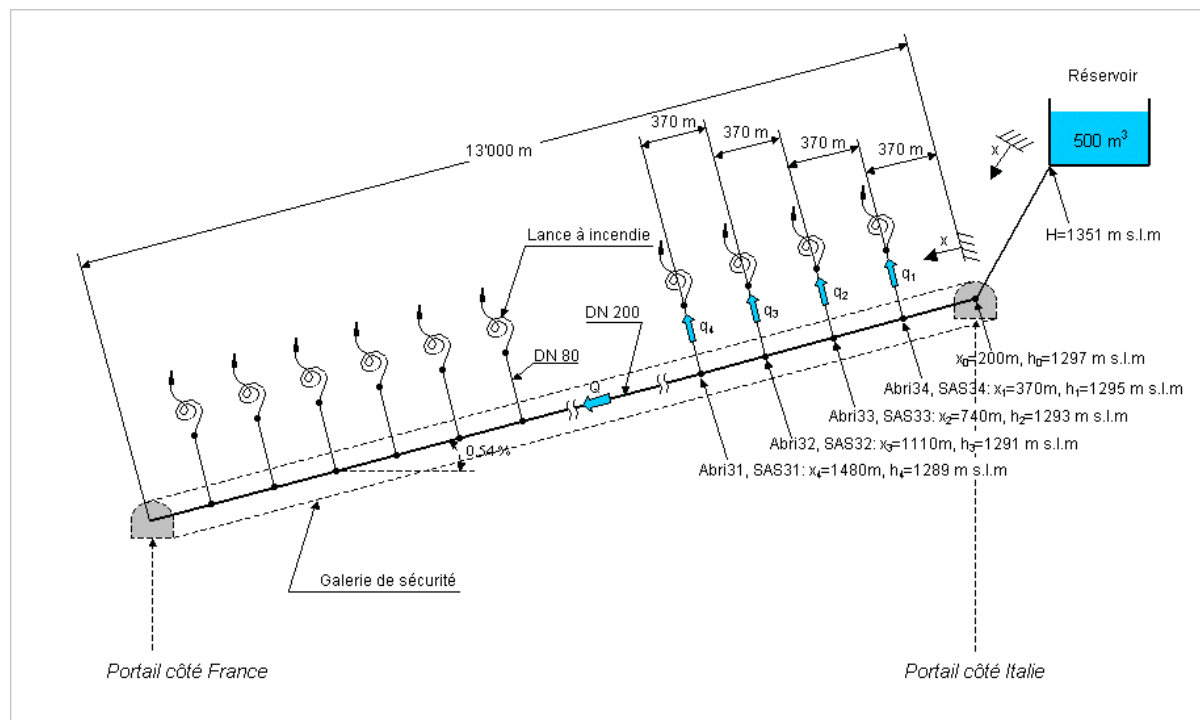 Réservoir
500 m³
370 m
370 m
370 m
370 m
13'000 m
x
x
H=1351 m s.l.m
Lance à incendie
q₁
q₂
q₃
q₄
DN 200
DN 80
Q
0.54%
x₀=200m, h₀=1297 m s.l.m
Abri34, SAS34: x₁=370m, h₁=1295 m s.l.m
Abri33, SAS33: x₂=740m, h₂=1293 m s.l.m
Abri32, SAS32: x₃=1110m, h₃=1291 m s.l.m
Abri31, SAS31: x₄=1480m, h₄=1289 m s.l.m
Galerie de sécurité
Portail côté France
Portail côté Italie